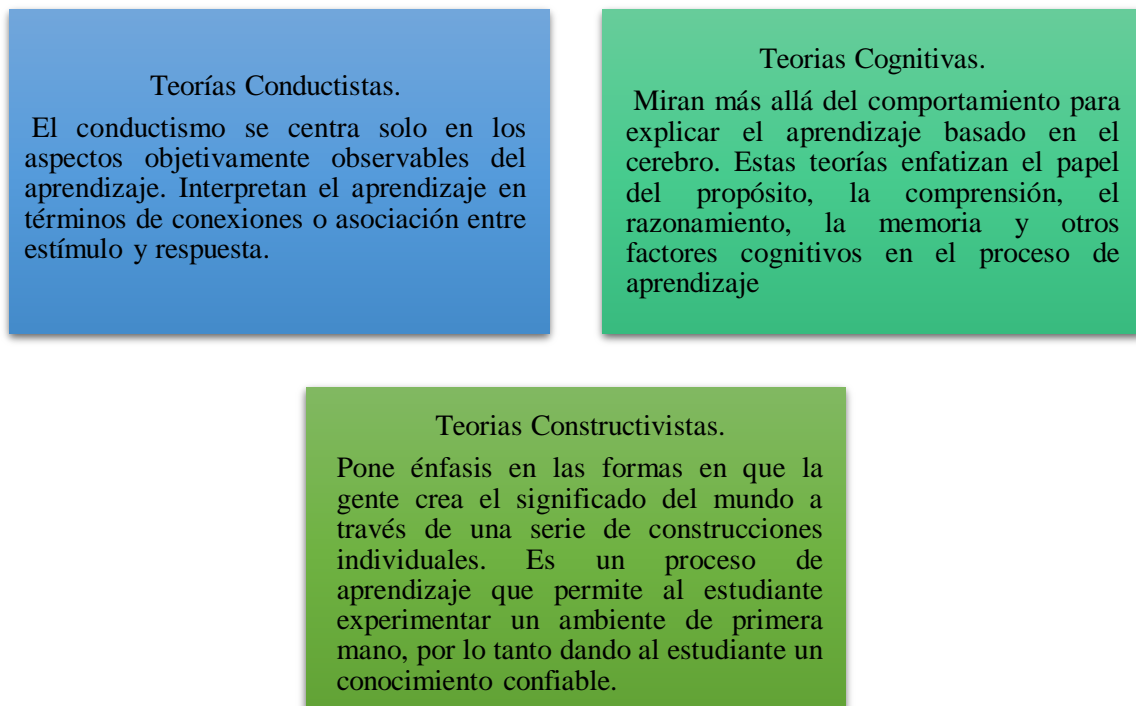 Teorías Conductistas.
El conductismo se centra solo en los
aspectos objetivamente observables del
aprendizaje. Interpretan el aprendizaje en
términos de conexiones o asociación entre
estímulo y respuesta.
Teorias Cognitivas.
Miran más allá del comportamiento para
explicar el aprendizaje basado en el
cerebro. Estas teorías enfatizan el papel
del propósito, la comprensión, el
razonamiento, la memoria y otros
factores cognitivos en el proceso de
aprendizaje
Teorias Constructivistas.
Pone énfasis en las formas en que la
gente crea el significado del mundo a
través de una serie de construcciones
individuales. Es un proceso de
aprendizaje que permite al estudiante
experimentar un ambiente de primera
mano, por lo tanto dando al estudiante un
conocimiento confiable.